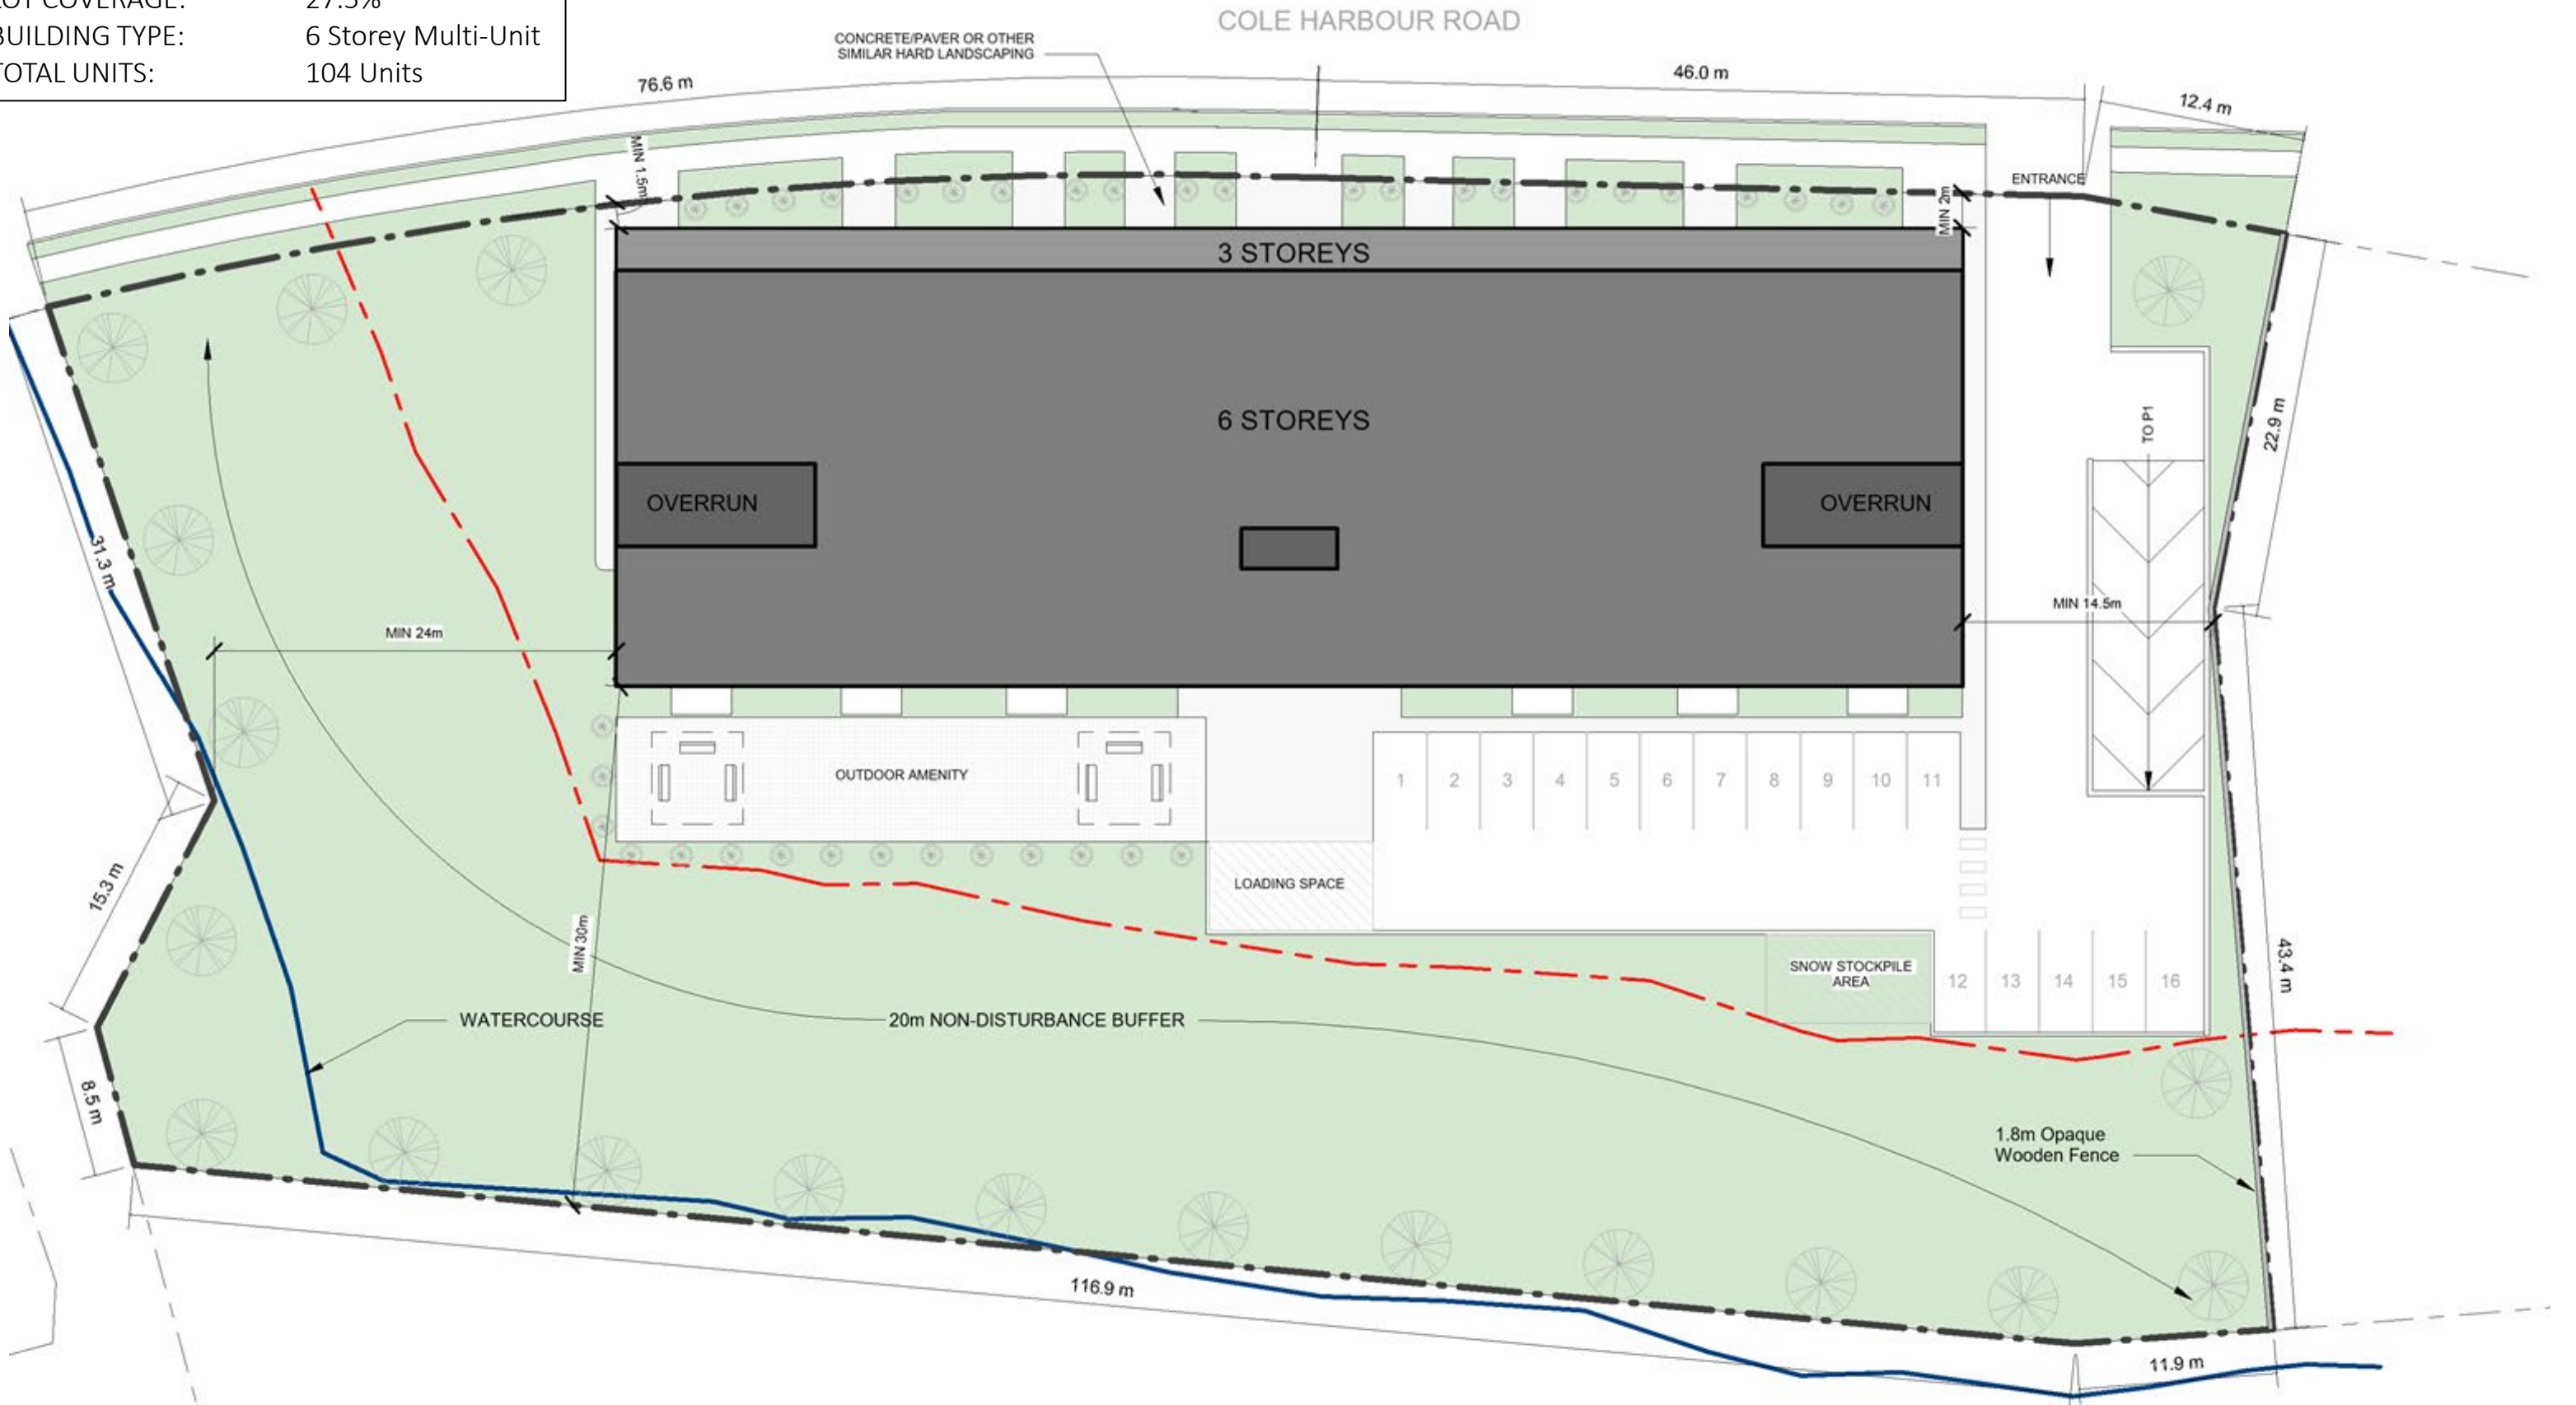 27.5%
BUILDING TYPE: 6 Storey Multi-Unit
TOTAL UNITS: 104 Units
COLE HARBOUR ROAD
CONCRETE/PAVER OR OTHER
SIMILAR HARD LANDSCAPING
76.6 m
46.0 m
12.4 m
MIN 1.5m
MIN 2m
ENTRANCE
3 STOREYS
6 STOREYS
TO P1
22.9 m
OVERRUN
OVERRUN
31.3 m
MIN 24m
MIN 14.5m
OUTDOOR AMENITY
1 2 3 4 5 6 7 8 9 10 11
15.3 m
LOADING SPACE
MIN 30m
SNOW STOCKPILE
AREA
12 13 14 15 16
43.4 m
WATERCOURSE
20m NON-DISTURBANCE BUFFER
8.5 m
1.8m Opaque
Wooden Fence
116.9 m
11.9 m